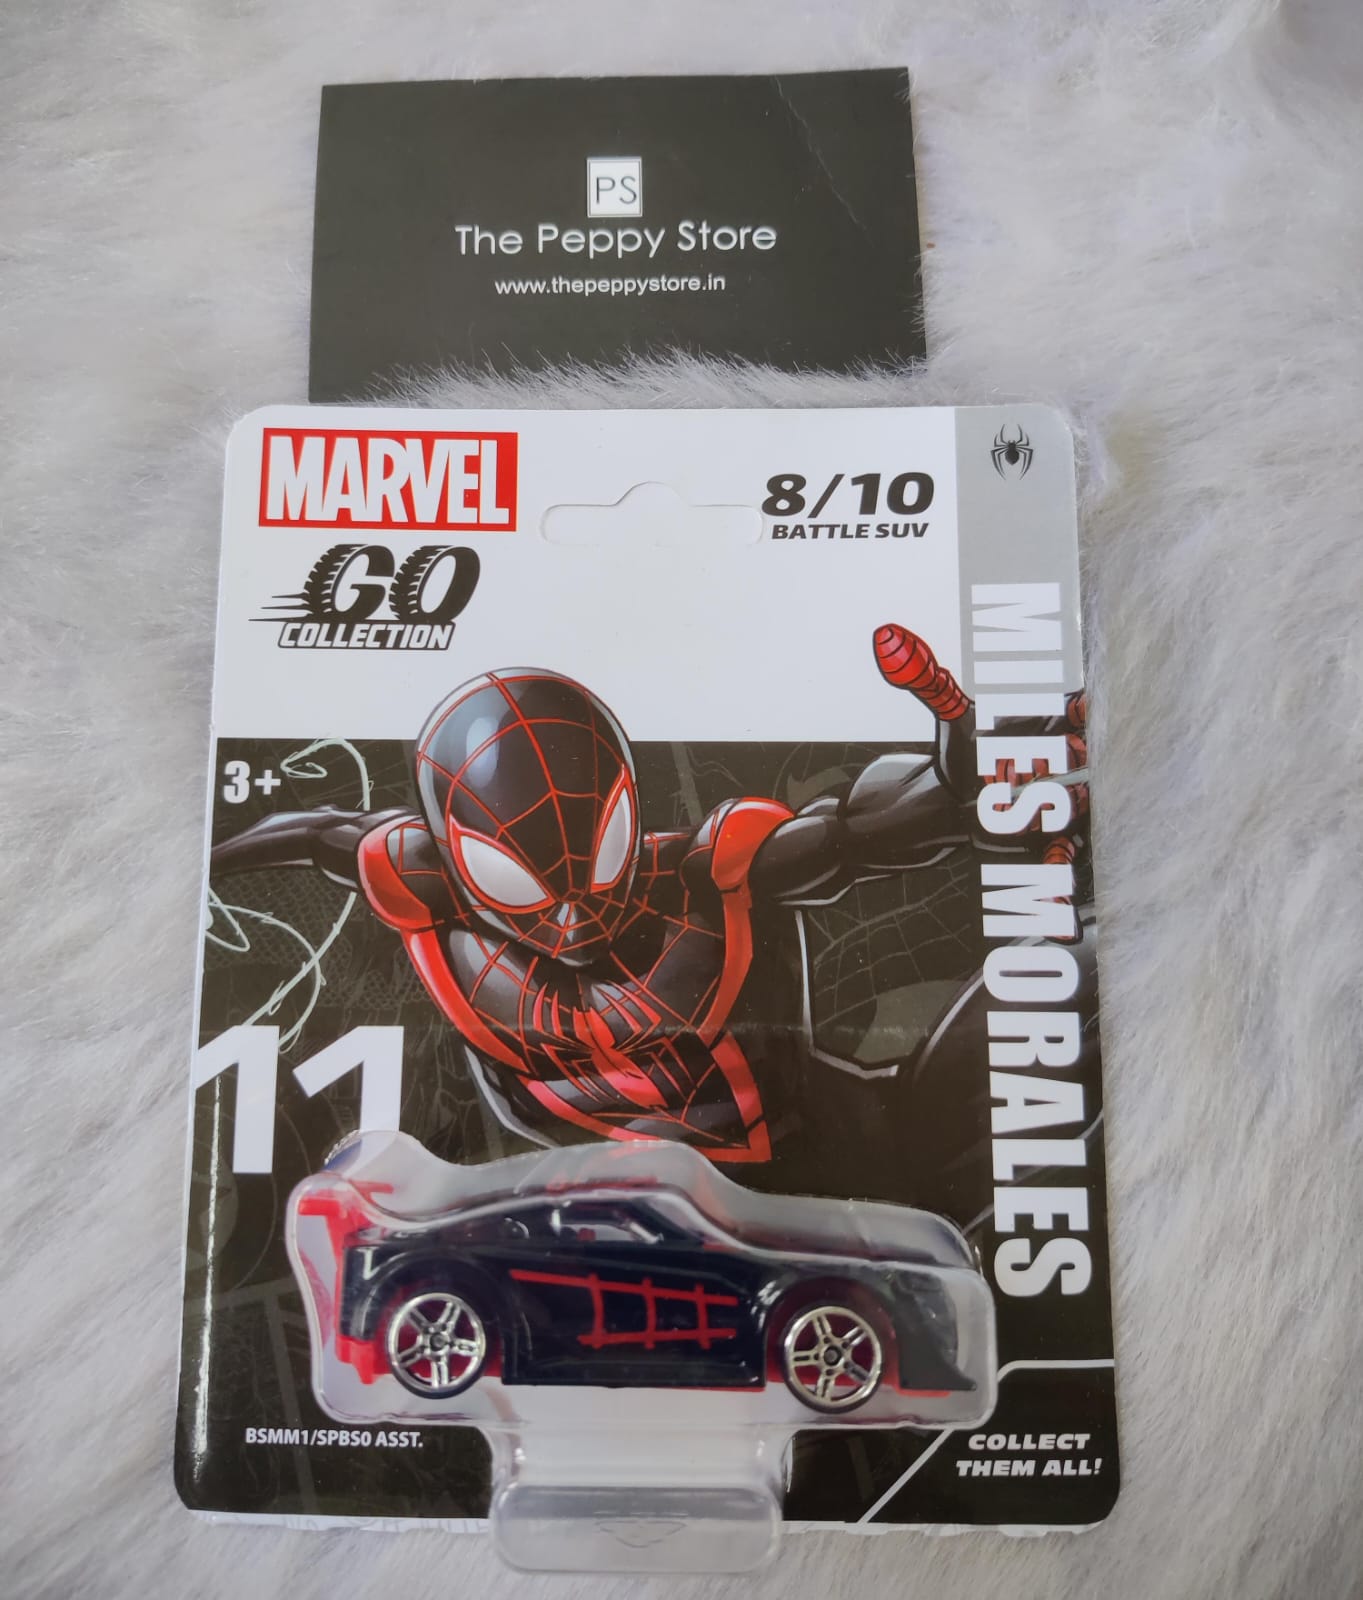 PS
The Peppy Store
www.thepeppystore.in
MARVEL
GO
COLLECTION
8/10
BATTLE SUV
MILES MORALES
3+
11
BSMM1/SPBS0 ASST.
COLLECT
THEM ALL!